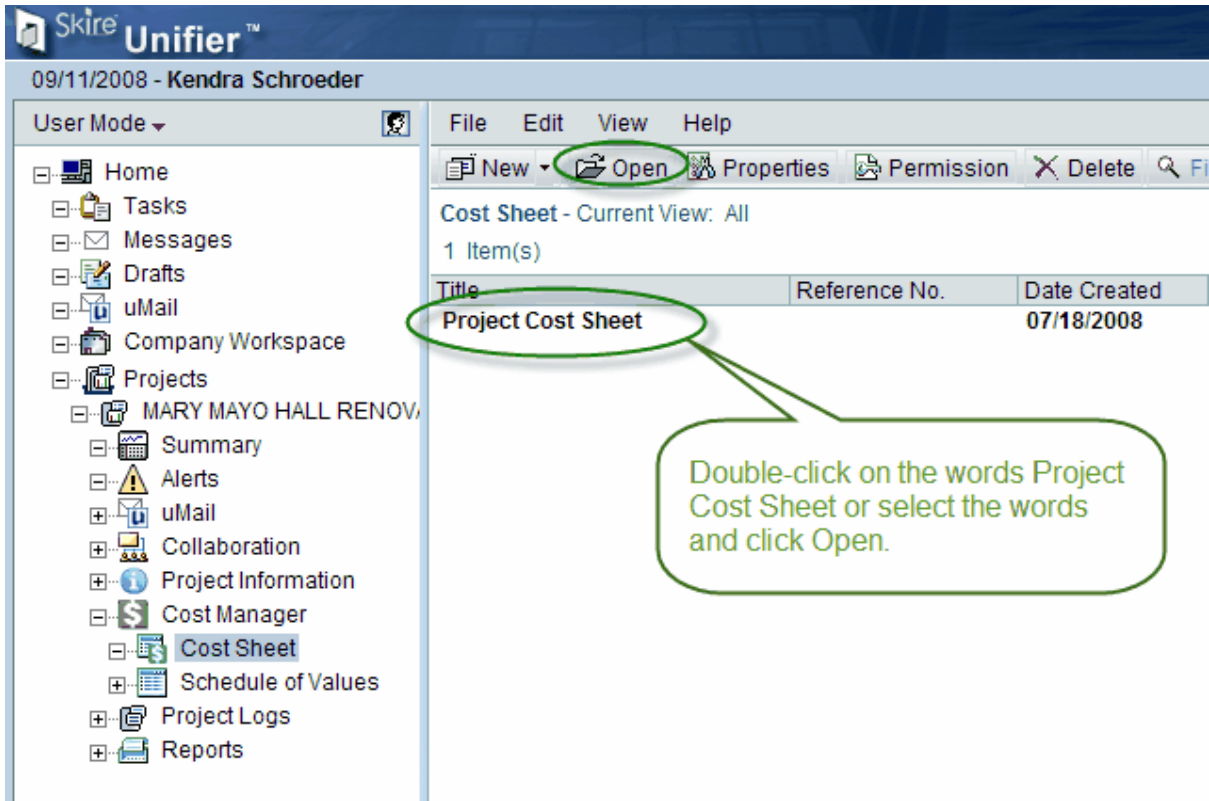 Skire Unifier ™
09/11/2008 - Kendra Schroeder
User Mode
File Edit View Help
New Open Properties Permission Delete Fi
Cost Sheet - Current View: All
1 Item(s)
Title Reference No. Date Created
Project Cost Sheet 07/18/2008
Home
Tasks
Messages
Drafts
uMail
Company Workspace
Projects
MARY MAYO HALL RENOV
Summary
Alerts
uMail
Collaboration
Project Information
Cost Manager
Cost Sheet
Schedule of Values
Project Logs
Reports
Double-click on the words Project
Cost Sheet or select the words
and click Open.